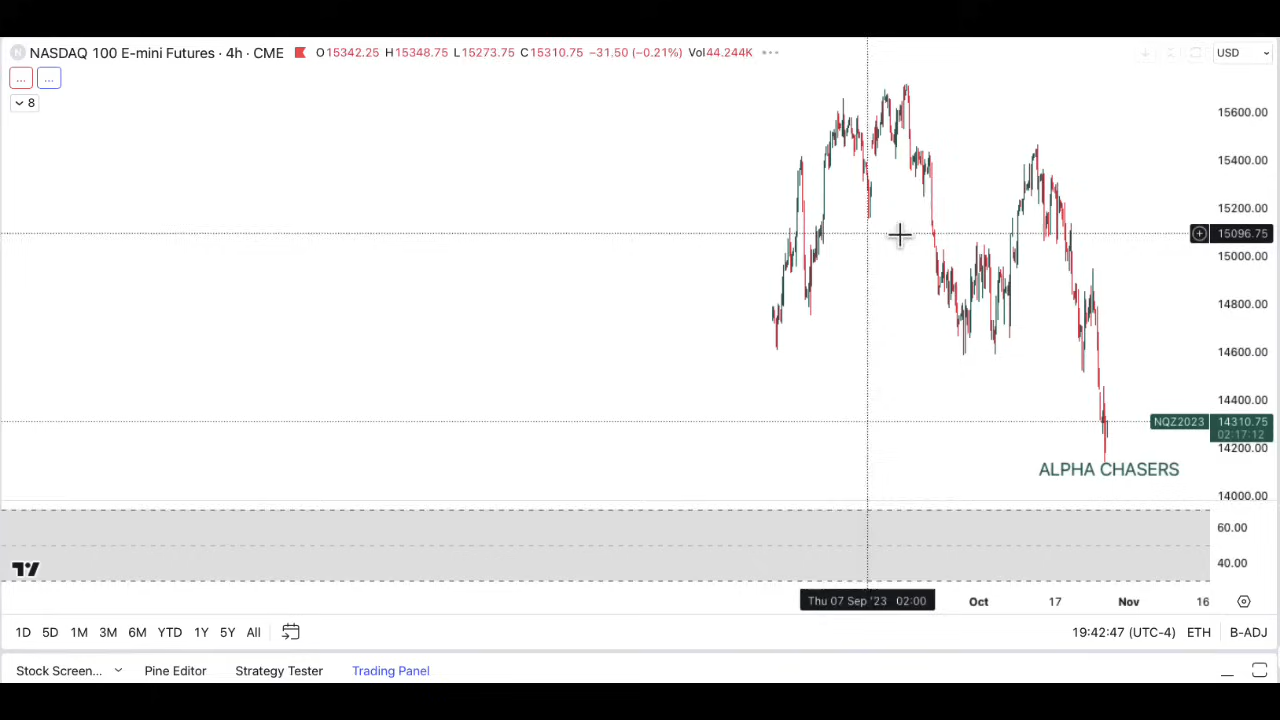 N NASDAQ 100 E-mini Futures · 4h · CME O15342.25 H15348.75 L15273.75 C15310.75 −31.50 (−0.21%) Vol44.244K ••• USD
... ...
8
15600.00
15400.00
15200.00
+ 15096.75
15000.00
14800.00
14600.00
14400.00
NQZ2023 14310.75
02:17:12
14200.00
ALPHA CHASERS
14000.00
60.00
40.00
Thu 07 Sep '23 02:00 Oct 17 Nov 16
1D 5D 1M 3M 6M YTD 1Y 5Y All 19:42:47 (UTC-4) ETH B-ADJ
Stock Screen... Pine Editor Strategy Tester Trading Panel